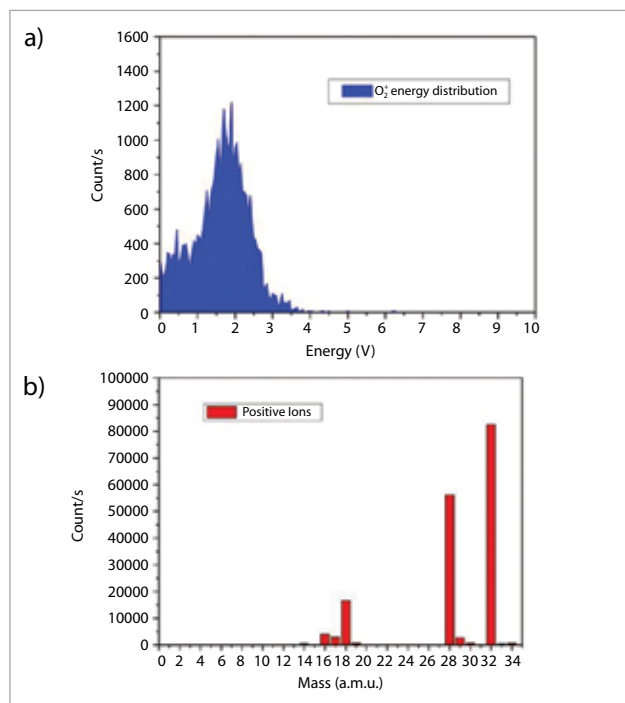 a)
1600
1400
1200
1000
800
600
400
200
0
Count/s
O₂⁺ energy distribution
0 1 2 3 4 5 6 7 8 9 10
Energy (V)
b)
100000
90000
80000
70000
60000
50000
40000
30000
20000
10000
0
Count/s
Positive Ions
0 2 4 6 8 10 12 14 16 18 20 22 24 26 28 30 32 34
Mass (a.m.u.)